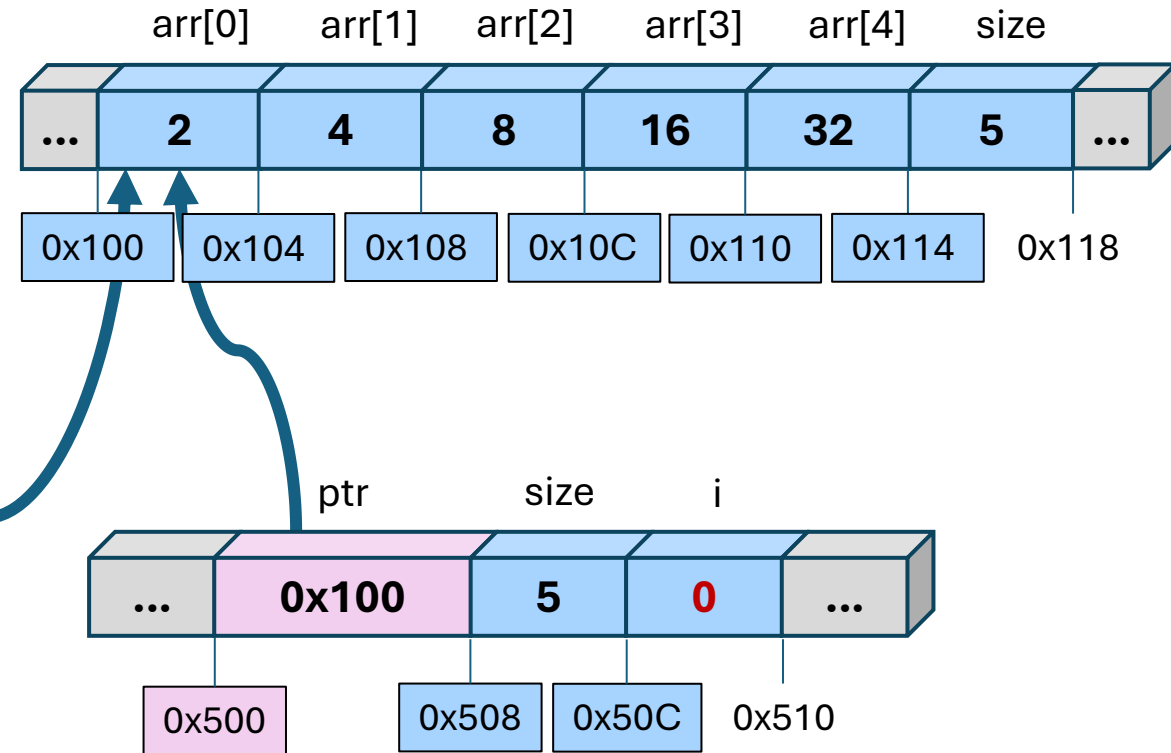 arr[0] arr[1] arr[2] arr[3] arr[4] size
... 2 4 8 16 32 5 ...
0x100 0x104 0x108 0x10C 0x110 0x114 0x118
ptr size i
... 0x100 5 0 ...
0x500 0x508 0x50C 0x510